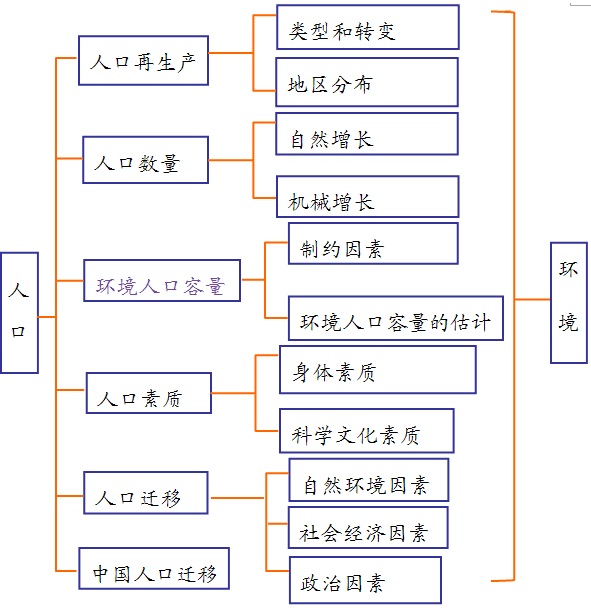 人口
人口再生产
类型和转变
地区分布
人口数量
自然增长
机械增长
环境人口容量
制约因素
环境人口容量的估计
人口素质
身体素质
科学文化素质
人口迁移
自然环境因素
社会经济因素
政治因素
中国人口迁移
环境